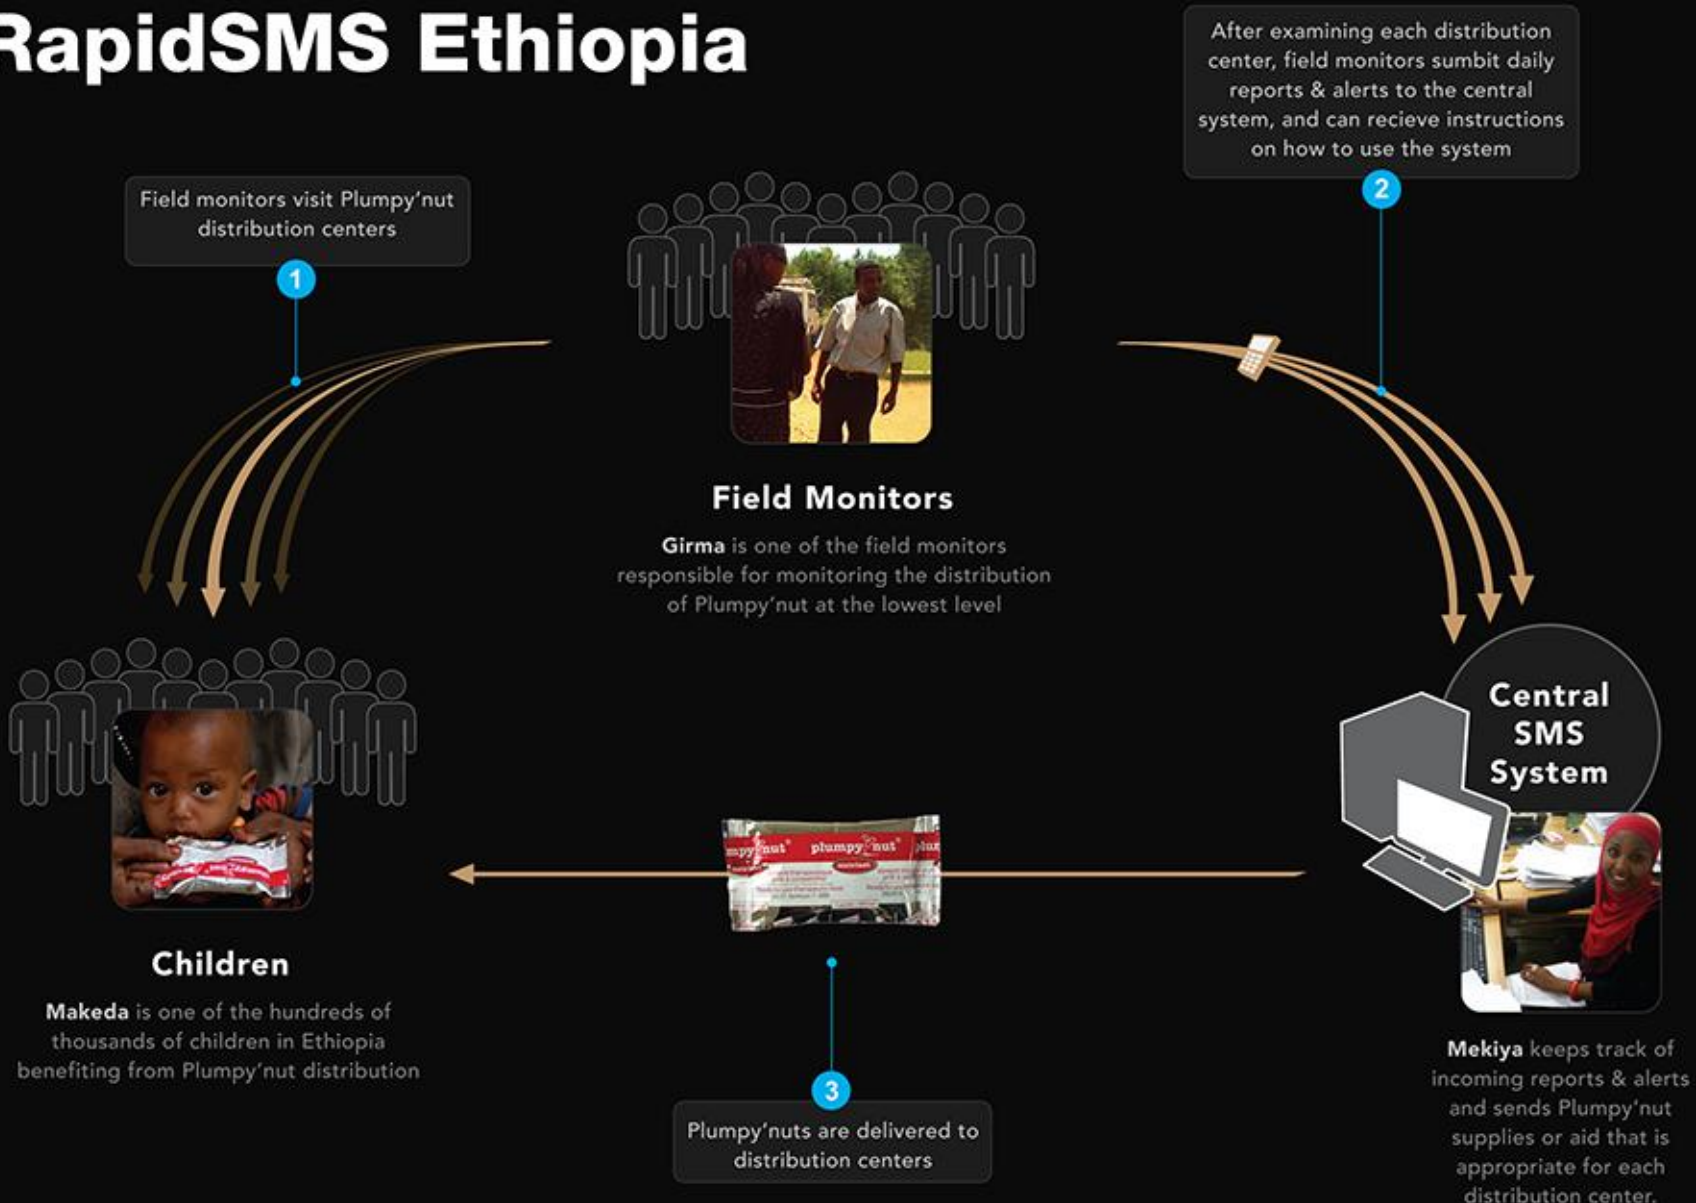 RapidSMS Ethiopia
After examining each distribution
center, field monitors sumbit daily
reports & alerts to the central
system, and can recieve instructions
on how to use the system
2
Field monitors visit Plumpy'nut
distribution centers
1
Field Monitors
Girma is one of the field monitors
responsible for monitoring the distribution
of Plumpy'nut at the lowest level
Central
SMS
System
plumpy nut
Children
Makeda is one of the hundreds of
thousands of children in Ethiopia
benefiting from Plumpy'nut distribution
Mekiya keeps track of
incoming reports & alerts
and sends Plumpy'nut
supplies or aid that is
appropriate for each
distribution center.
3
Plumpy'nuts are delivered to
distribution centers